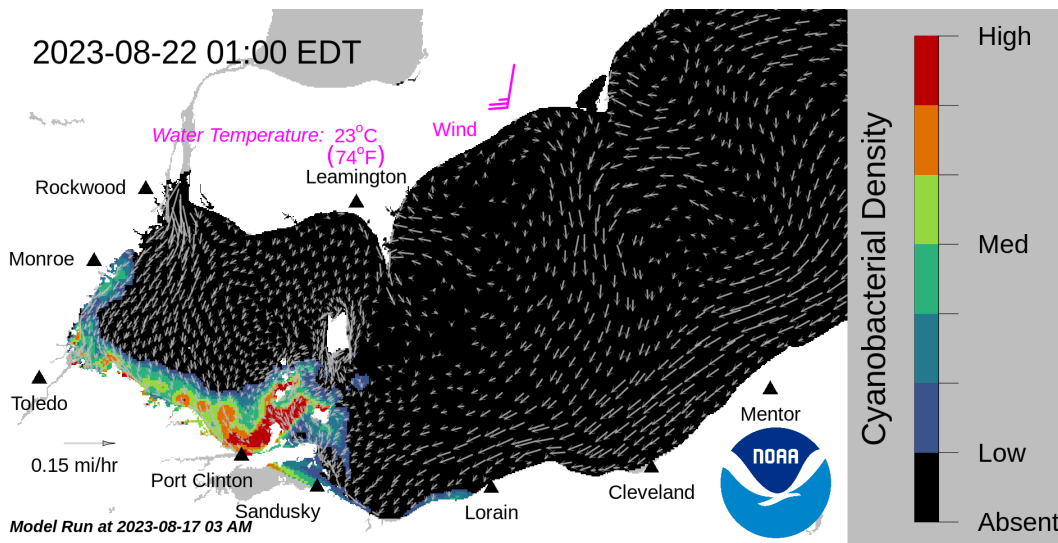 2023-08-22 01:00 EDT
High
Water Temperature: 23°C
(74°F)
Wind
Leamington
Rockwood
Monroe
Med
Cyanobacterial Density
Toledo
Mentor
0.15 mi/hr
NOAA
Low
Port Clinton
Cleveland
Sandusky
Lorain
Model Run at 2023-08-17 03 AM
Absent